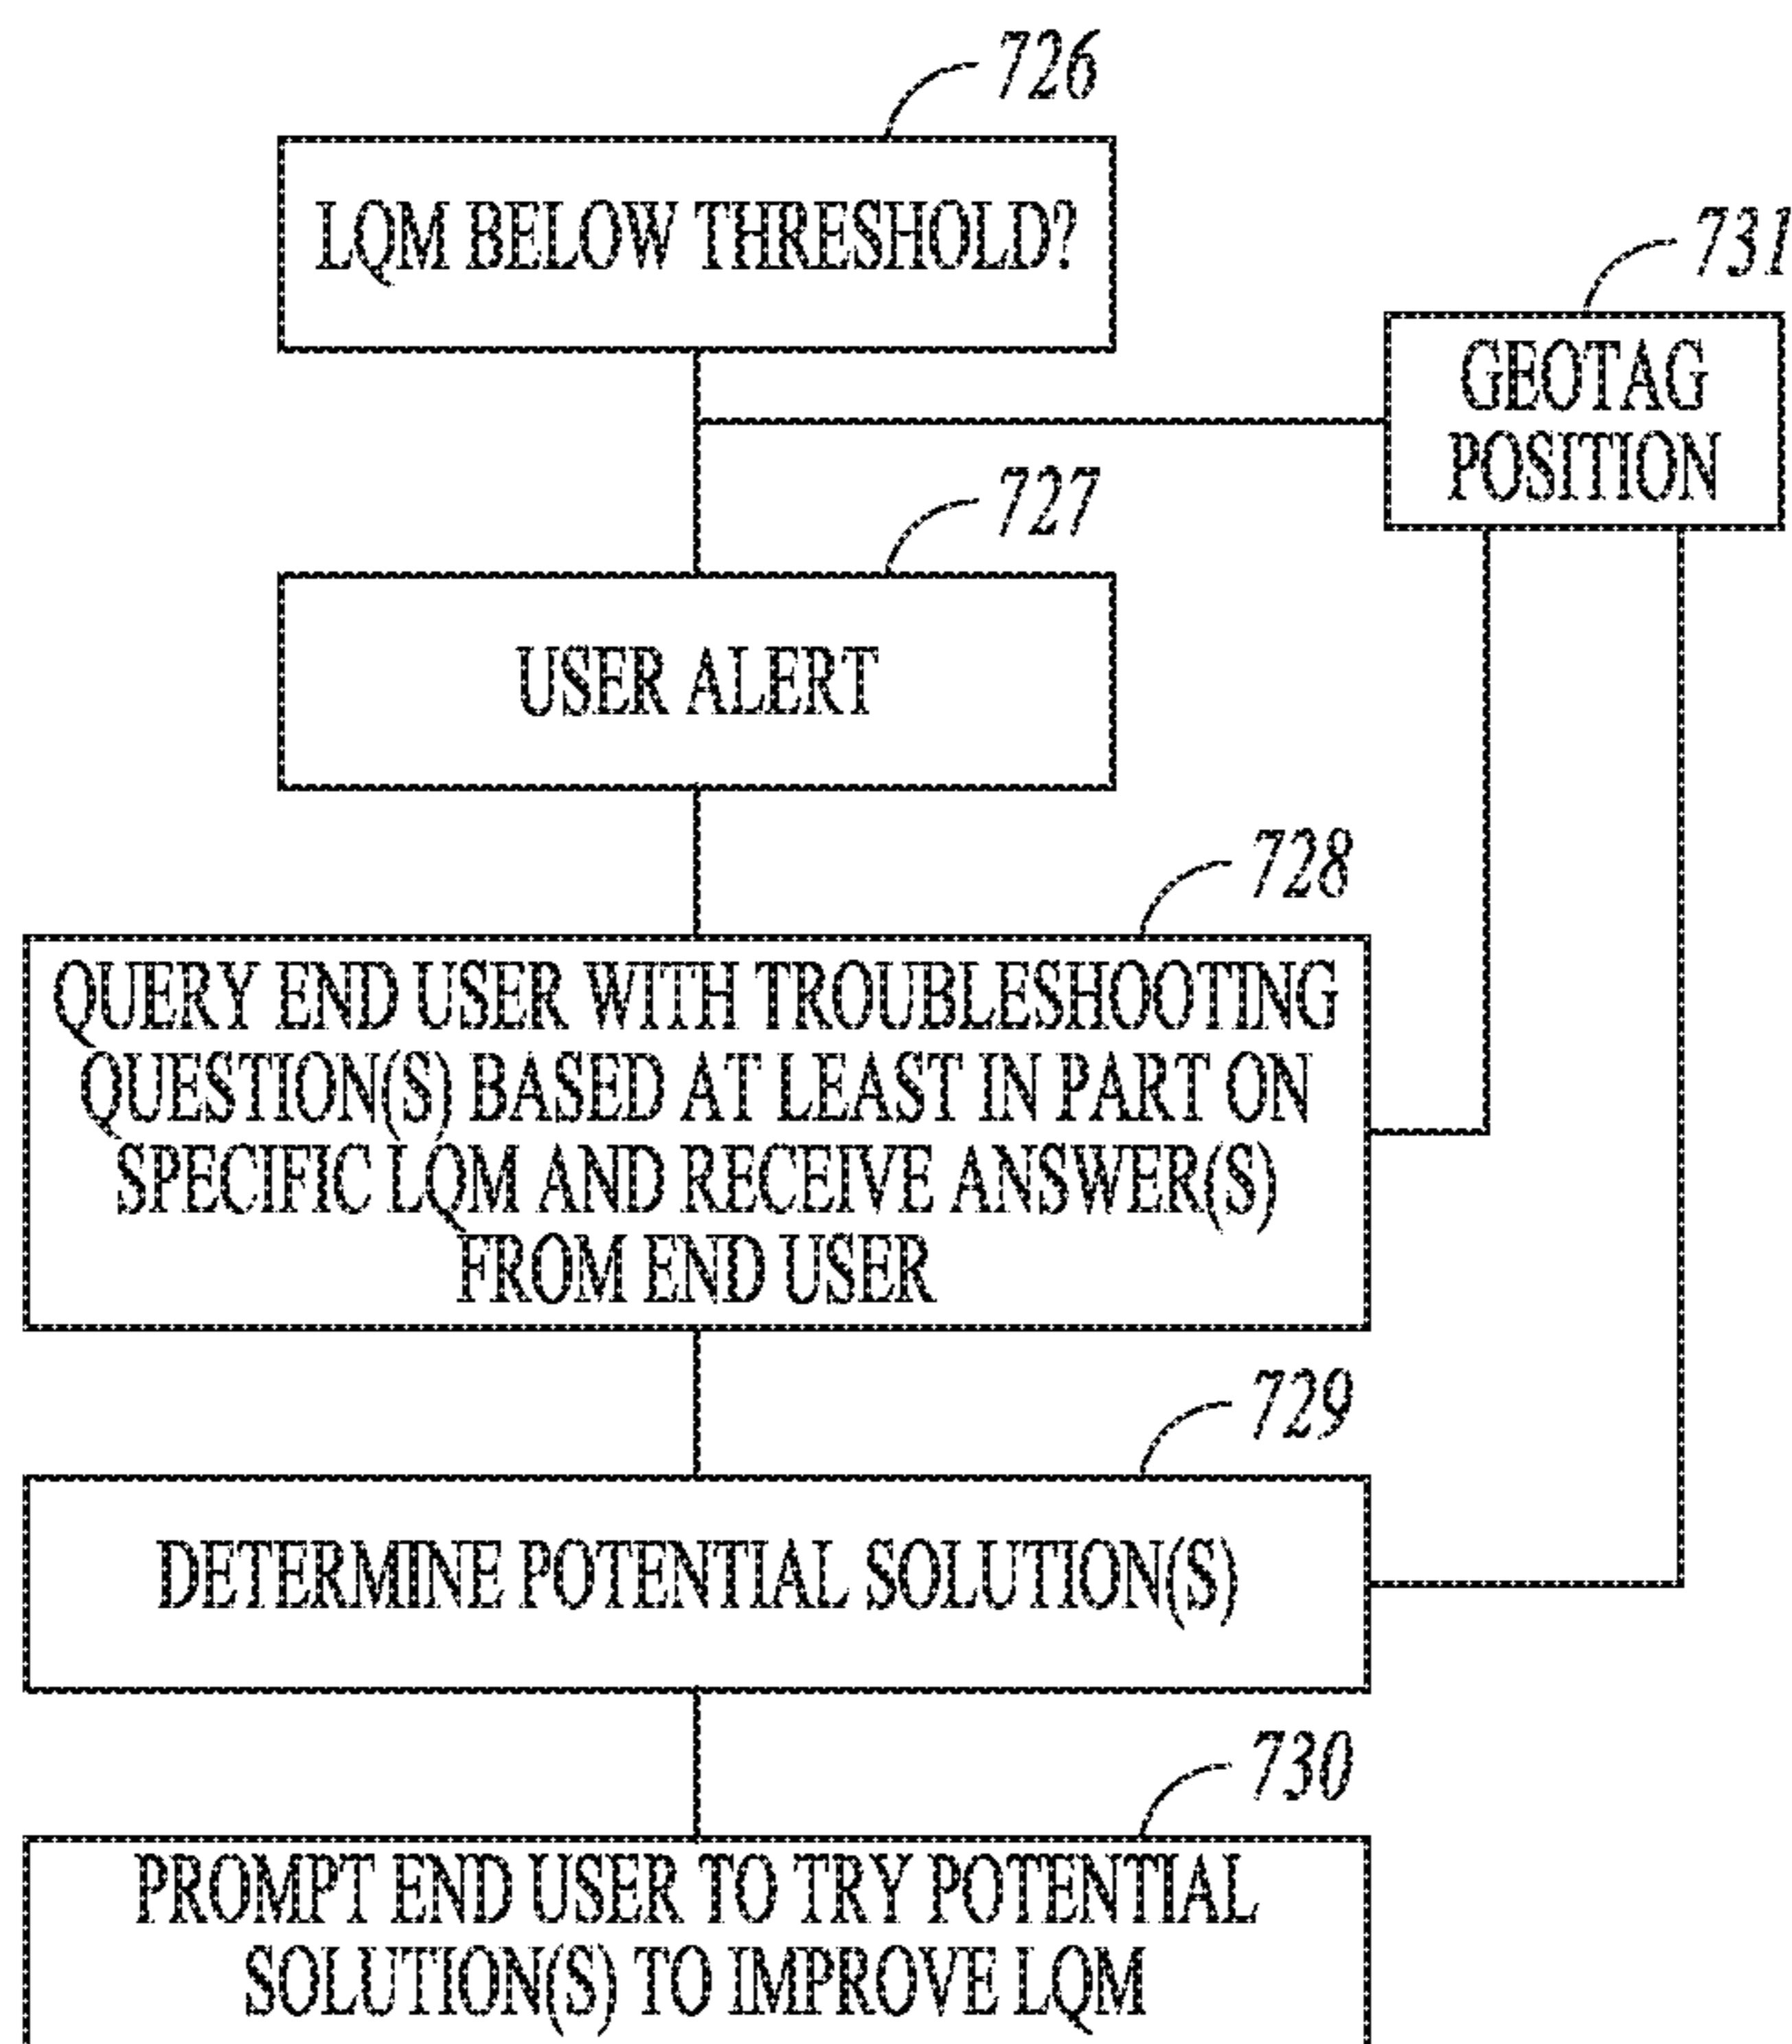 726
LQM BELOW THRESHOLD?
731
GEOTAG
POSITION
727
USER ALERT
728
QUERY END USER WITH TROUBLESHOOTING
QUESTION(S) BASED AT LEAST IN PART ON
SPECIFIC LQM AND RECEIVE ANSWER(S)
FROM END USER
729
DETERMINE POTENTIAL SOLUTION(S)
730
PROMPT END USER TO TRY POTENTIAL
SOLUTION(S) TO IMPROVE LQM